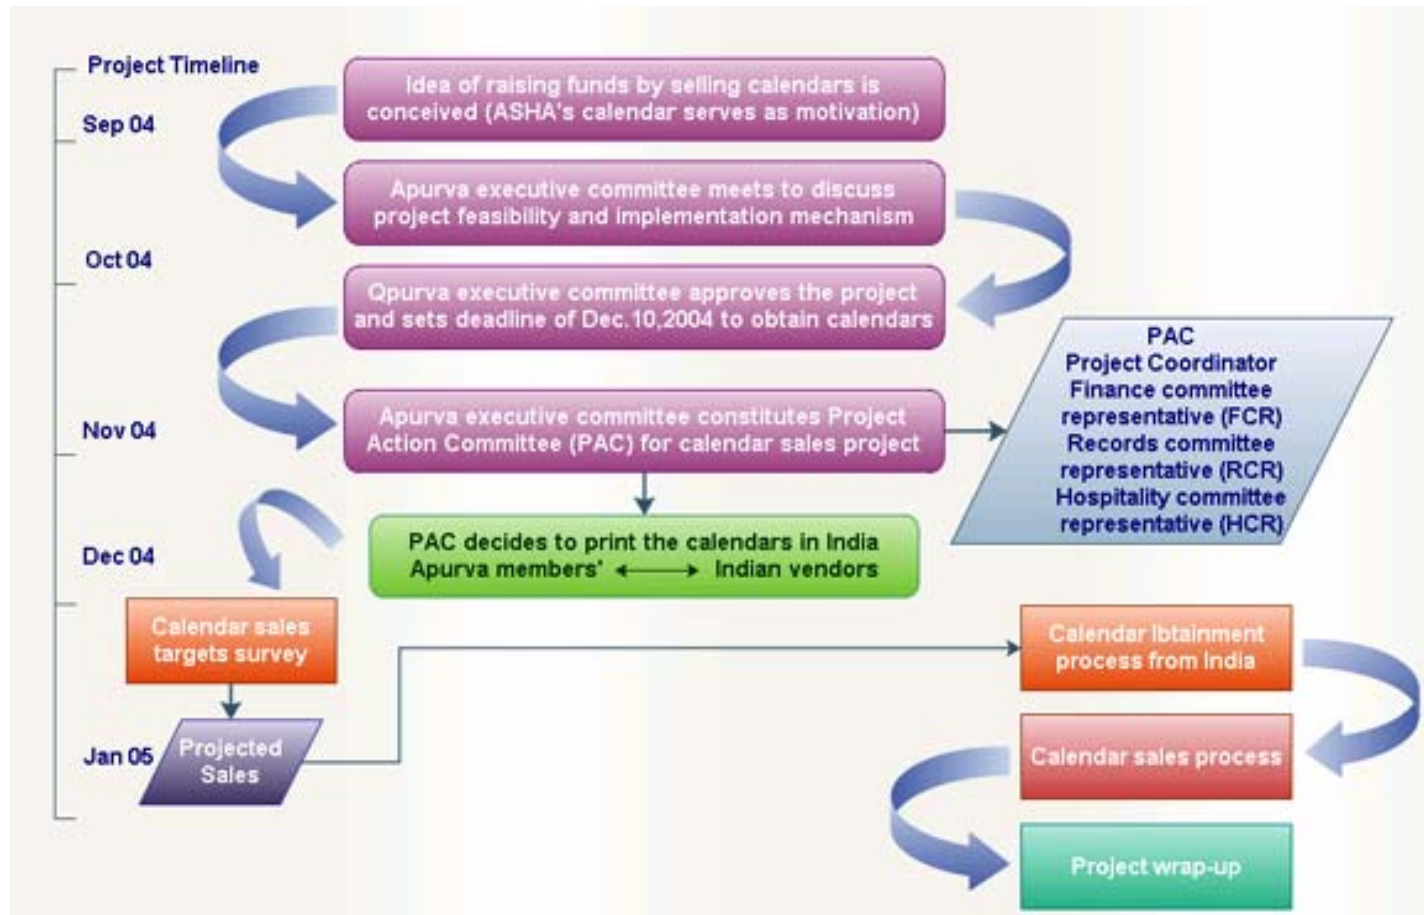 Project Timeline
Sep 04
Oct 04
Nov 04
Dec 04
Jan 05
Idea of raising funds by selling calendars is
conceived (ASHA's calendar serves as motivation)
Apurva executive committee meets to discuss
project feasibility and implementation mechanism
Qpurva executive committee approves the project
and sets deadline of Dec.10,2004 to obtain calendars
Apurva executive committee constitutes Project
Action Committee (PAC) for calendar sales project
PAC
Project Coordinator
Finance committee
representative (FCR)
Records committee
representative (RCR)
Hospitality committee
representative (HCR)
PAC decides to print the calendars in India
Apurva members' Indian vendors
Calendar sales
targets survey
Projected
Sales
Calendar Ibtainment
process from India
Calendar sales process
Project wrap-up